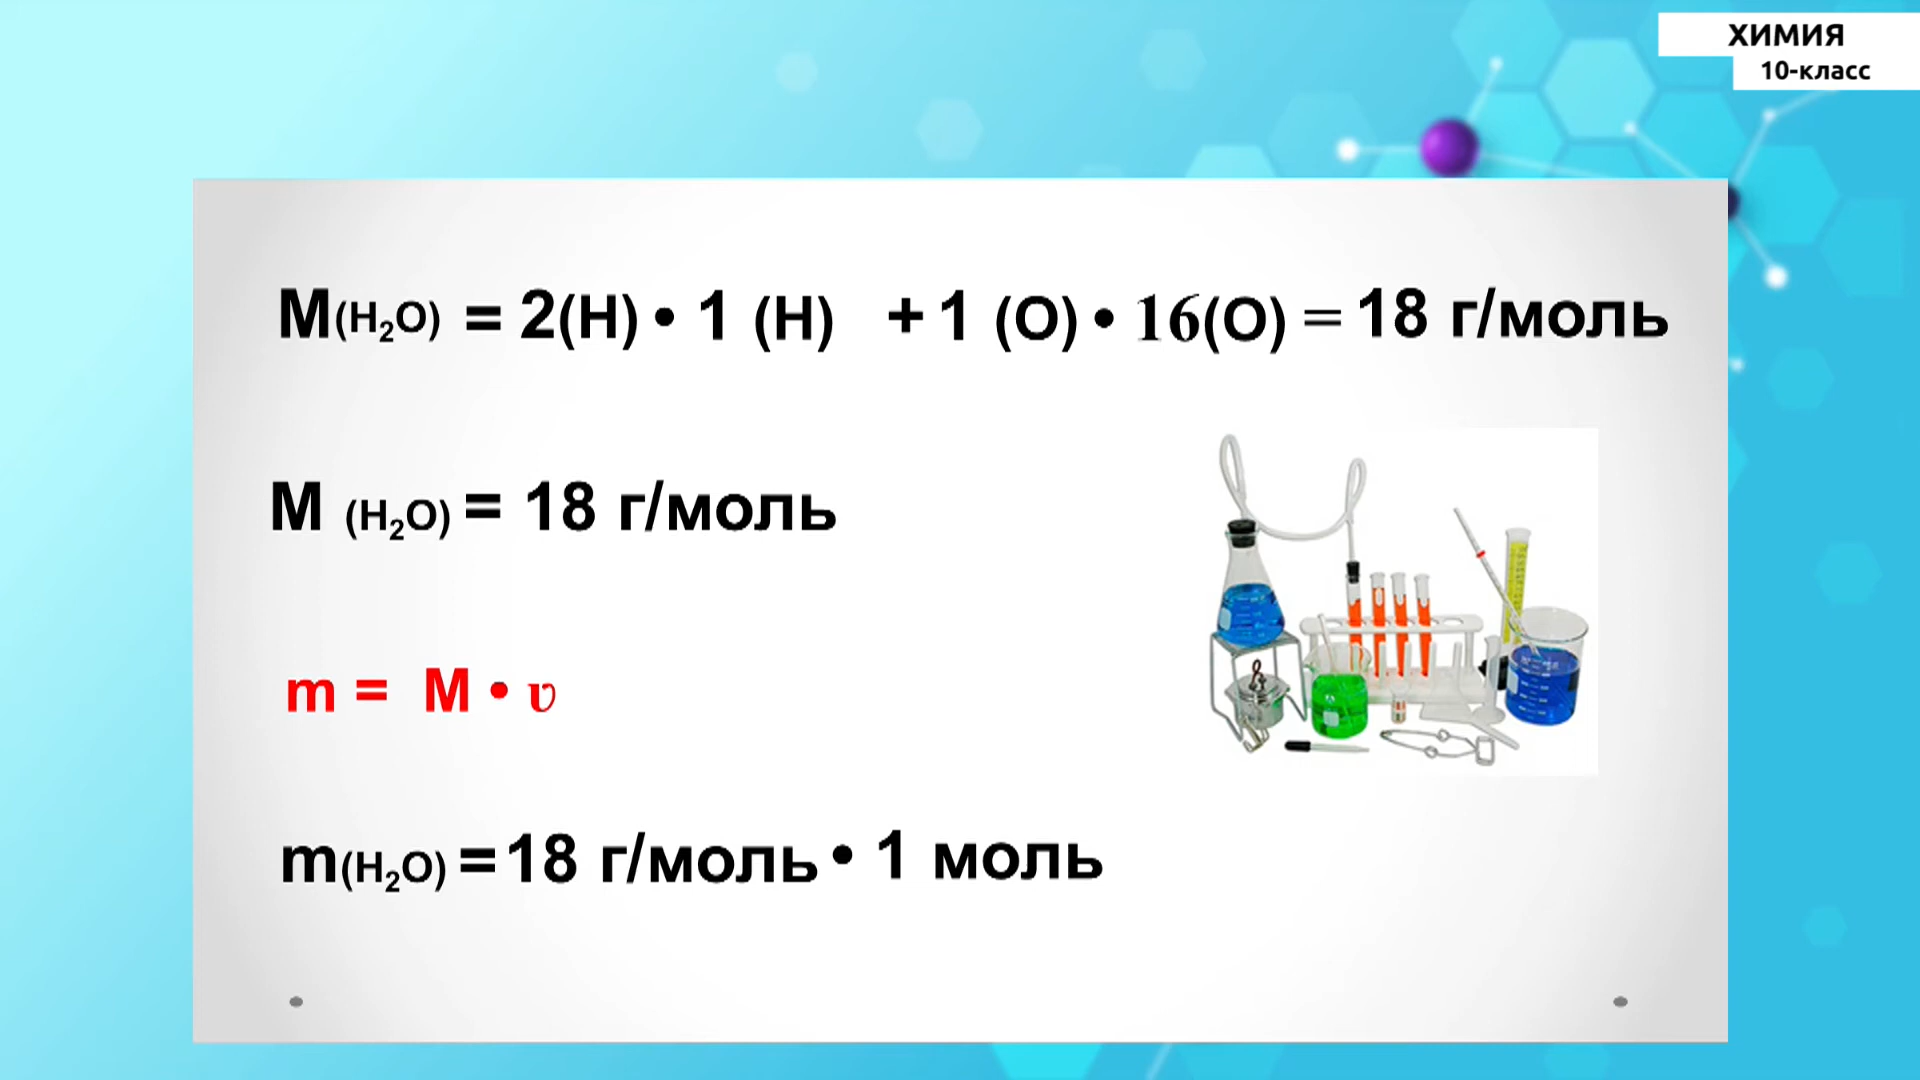 ХИМИЯ
10-класс
M(H₂O) = 2(H) • 1 (H) + 1 (O) • 16(O) = 18 г/моль
M (H₂O) = 18 г/моль
m = M • υ
m(H₂O) = 18 г/моль • 1 моль